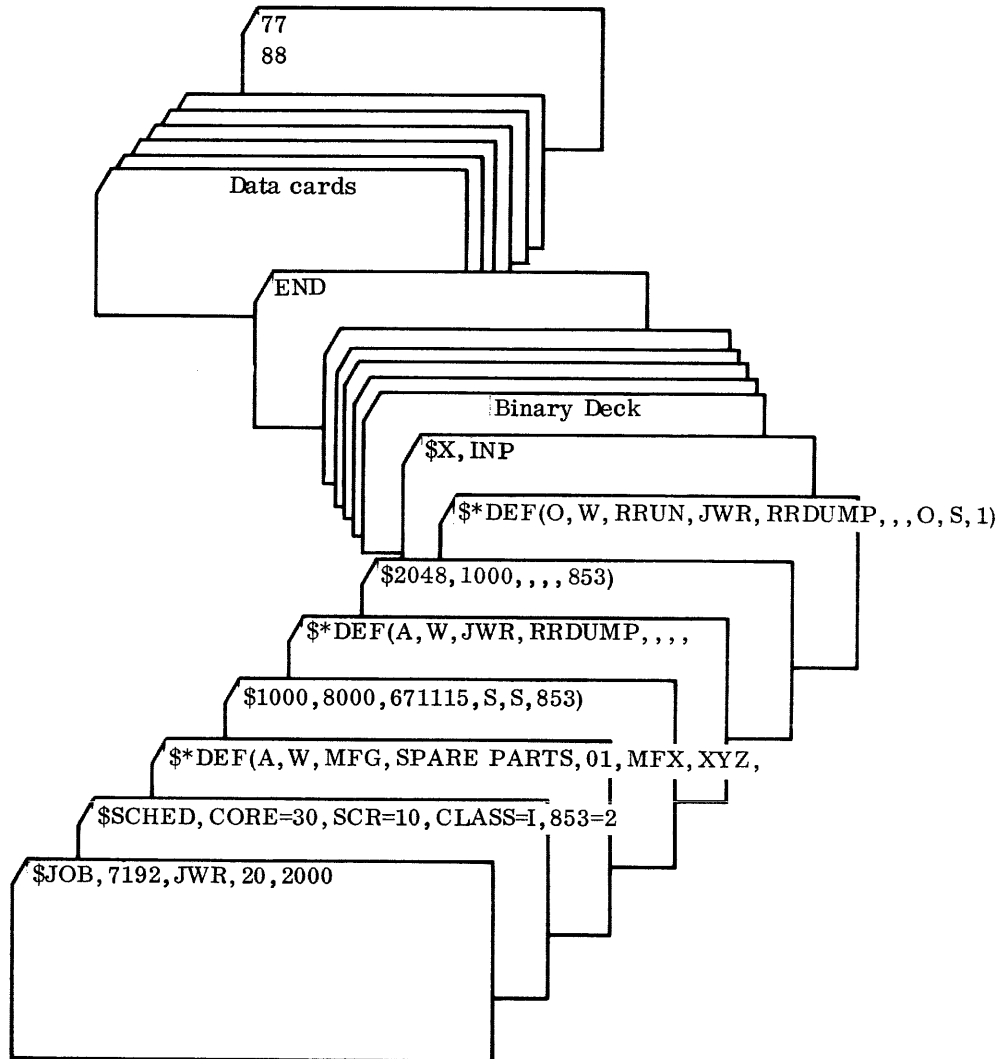 77
88
Data cards
END
Binary Deck
$X,INP
$*DEF(O,W,RRUN,JWR,RRDUMP,,,O,S,1)
$2048,1000,,,,853)
$*DEF(A,W,JWR,RRDUMP,,,,
$1000,8000,671115,S,S,853)
$*DEF(A,W,MFG,SPARE PARTS,01,MFX,XYZ,
$SCHED,CORE=30,SCR=10,CLASS=I,853=2
$JOB,7192,JWR,20,2000